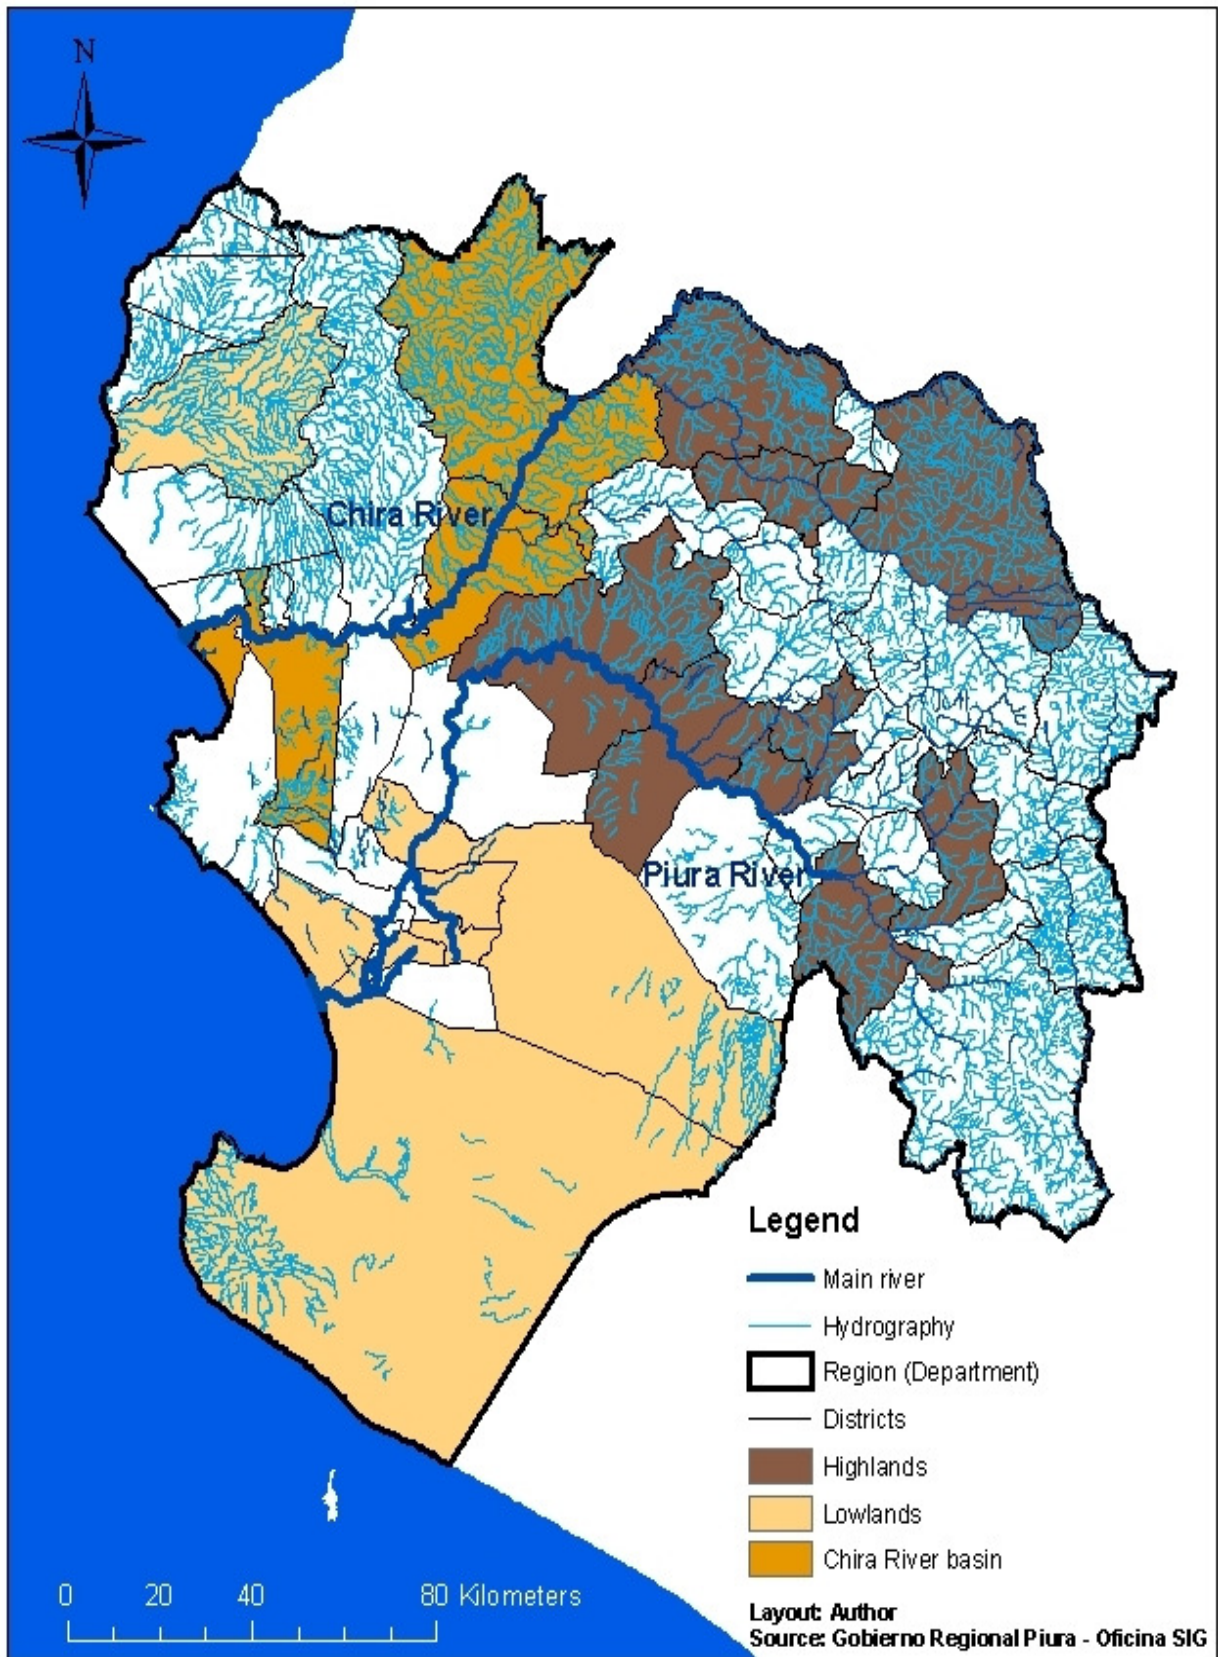 N
Chira River
Piura River
Legend
Main river
Hydrography
Region (Department)
Districts
Highlands
Lowlands
Chira River basin
0 20 40 80 Kilometers
Layout: Author
Source: Gobierno Regional Piura - Oficina SIG